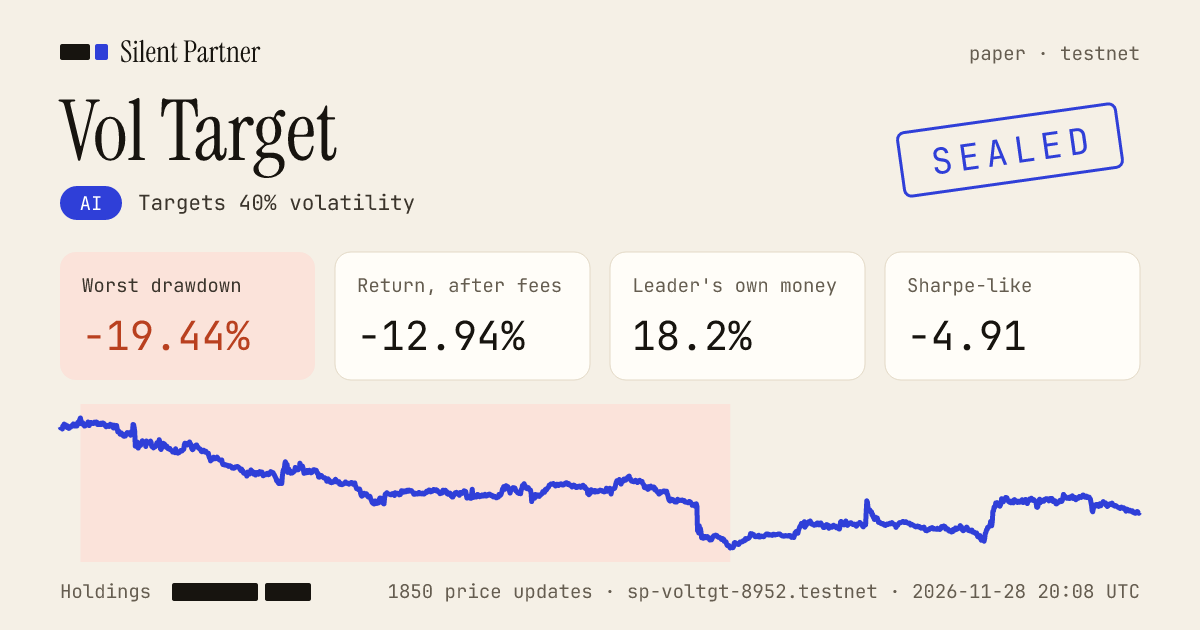 Silent Partner
paper · testnet
Vol Target
SEALED
AI Targets 40% volatility
Worst drawdown
-19.44%
Return, after fees
-12.94%
Leader's own money
18.2%
Sharpe-like
-4.91
Holdings
1850 price updates · sp-voltgt-8952.testnet · 2026-11-28 20:08 UTC